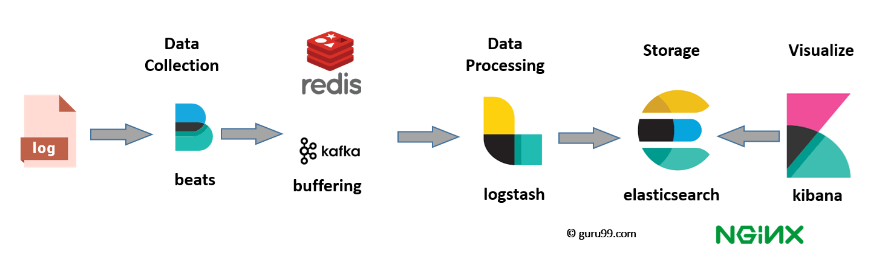 Data
Collection
redis
Data
Processing
Storage
Visualize
log
kafka
beats
buffering
logstash
elasticsearch
kibana
© guru99.com
NGINX